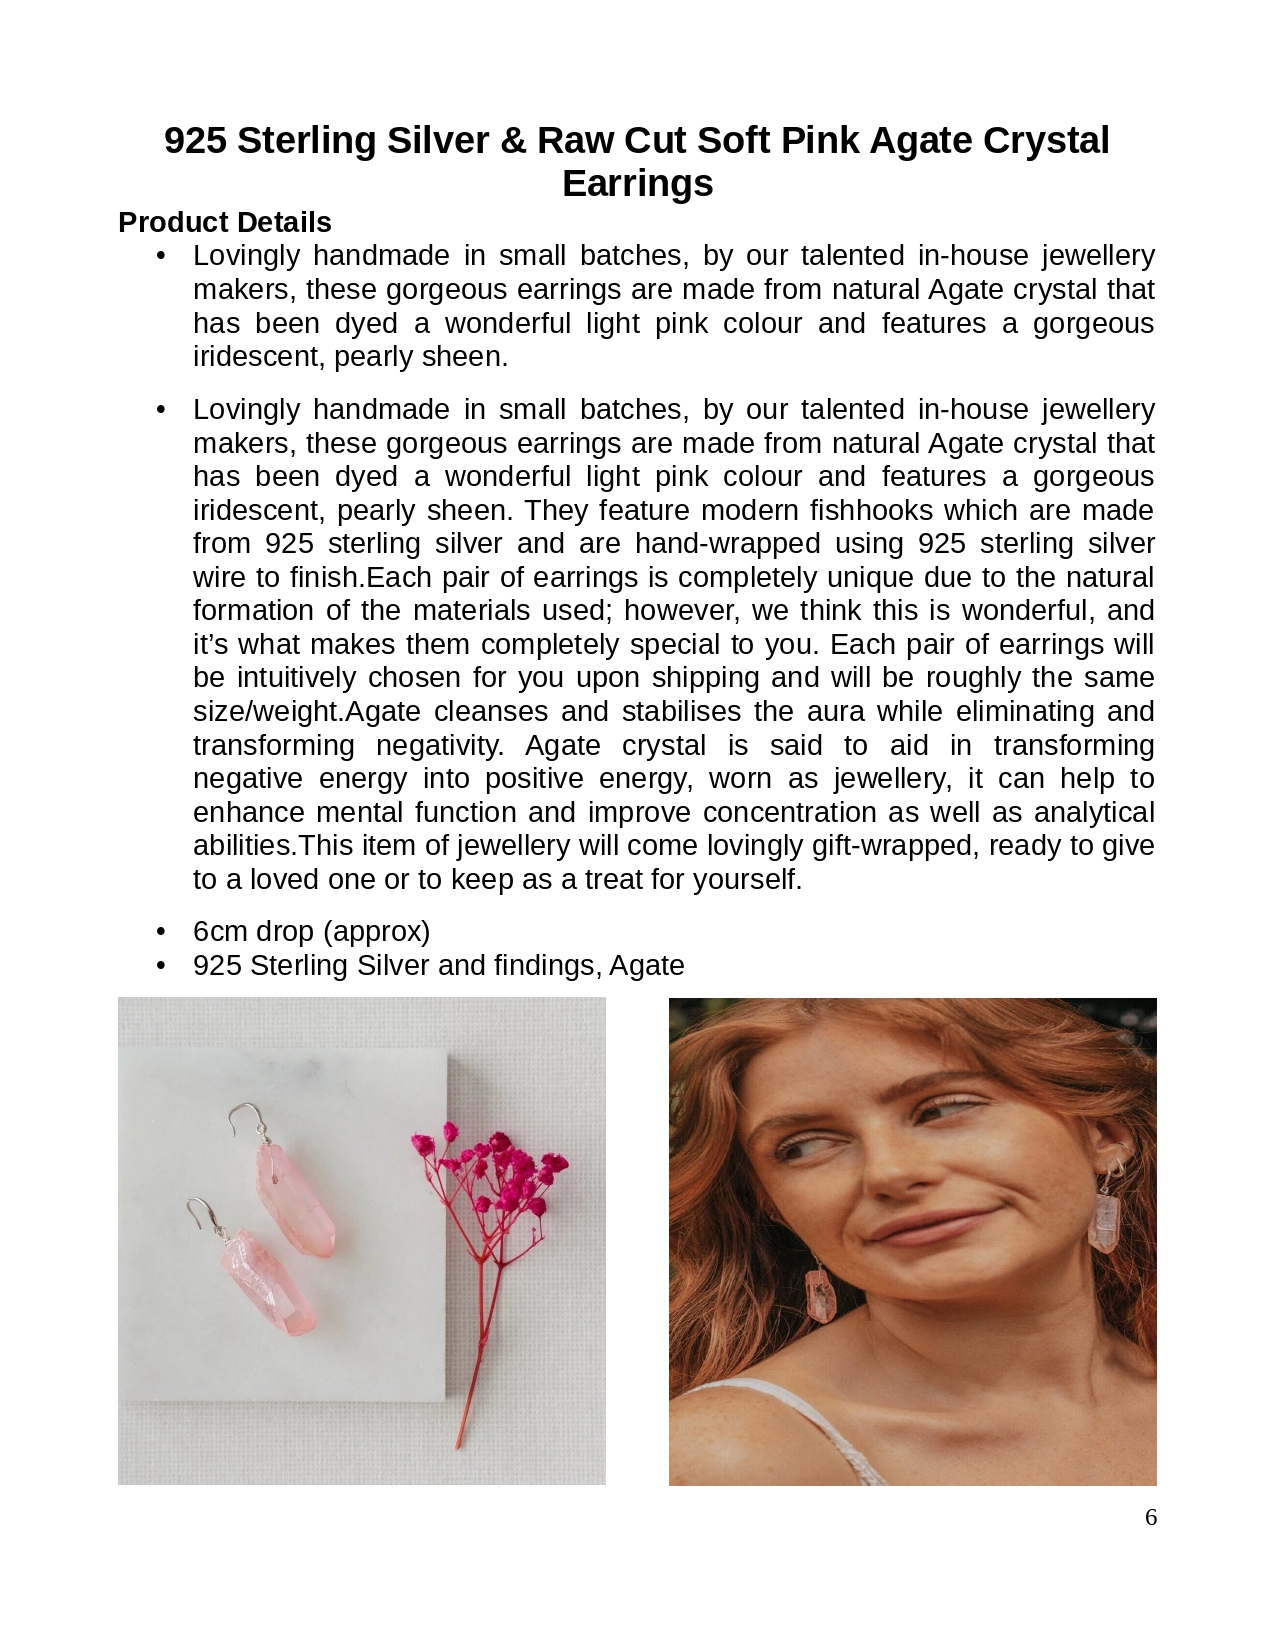 925 Sterling Silver & Raw Cut Soft Pink Agate Crystal
Earrings
Product Details
• Lovingly handmade in small batches, by our talented in-house jewellery
makers, these gorgeous earrings are made from natural Agate crystal that
has been dyed a wonderful light pink colour and features a gorgeous
iridescent, pearly sheen.
• Lovingly handmade in small batches, by our talented in-house jewellery
makers, these gorgeous earrings are made from natural Agate crystal that
has been dyed a wonderful light pink colour and features a gorgeous
iridescent, pearly sheen. They feature modern fishhooks which are made
from 925 sterling silver and are hand-wrapped using 925 sterling silver
wire to finish.Each pair of earrings is completely unique due to the natural
formation of the materials used; however, we think this is wonderful, and
it’s what makes them completely special to you. Each pair of earrings will
be intuitively chosen for you upon shipping and will be roughly the same
size/weight.Agate cleanses and stabilises the aura while eliminating and
transforming negativity. Agate crystal is said to aid in transforming
negative energy into positive energy, worn as jewellery, it can help to
enhance mental function and improve concentration as well as analytical
abilities.This item of jewellery will come lovingly gift-wrapped, ready to give
to a loved one or to keep as a treat for yourself.
• 6cm drop (approx)
• 925 Sterling Silver and findings, Agate
6